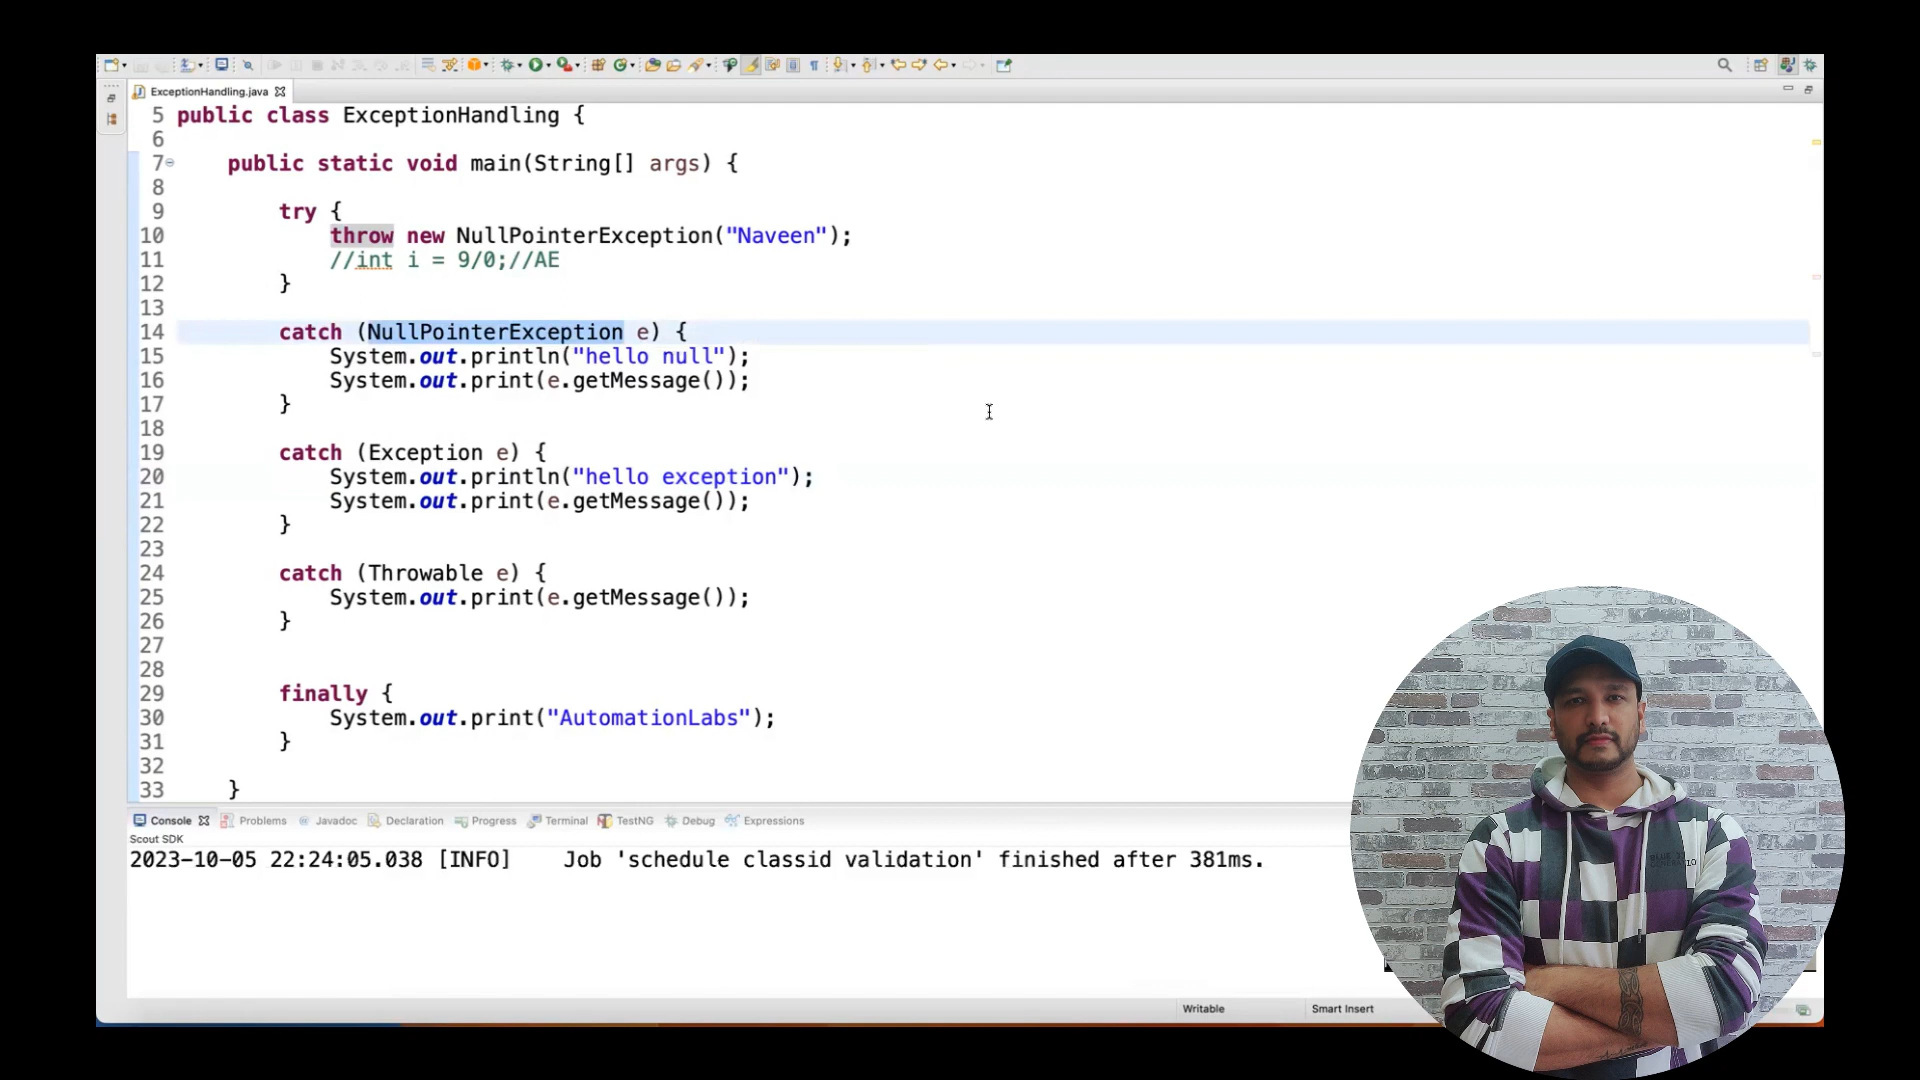 ExceptionHandling.java
5 public class ExceptionHandling {
6
7 public static void main(String[] args) {
8
9 try {
10 throw new NullPointerException("Naveen");
11 //int i = 9/0;//AE
12 }
13
14 catch (NullPointerException e) {
15 System.out.println("hello null");
16 System.out.print(e.getMessage());
17 }
18
19 catch (Exception e) {
20 System.out.println("hello exception");
21 System.out.print(e.getMessage());
22 }
23
24 catch (Throwable e) {
25 System.out.print(e.getMessage());
26 }
27
28
29 finally {
30 System.out.print("AutomationLabs");
31 }
32
33 }
Console Problems Javadoc Declaration Progress Terminal TestNG Debug Expressions
Scout SDK
2023-10-05 22:24:05.038 [INFO] Job 'schedule classid validation' finished after 381ms.
Writable Smart Insert